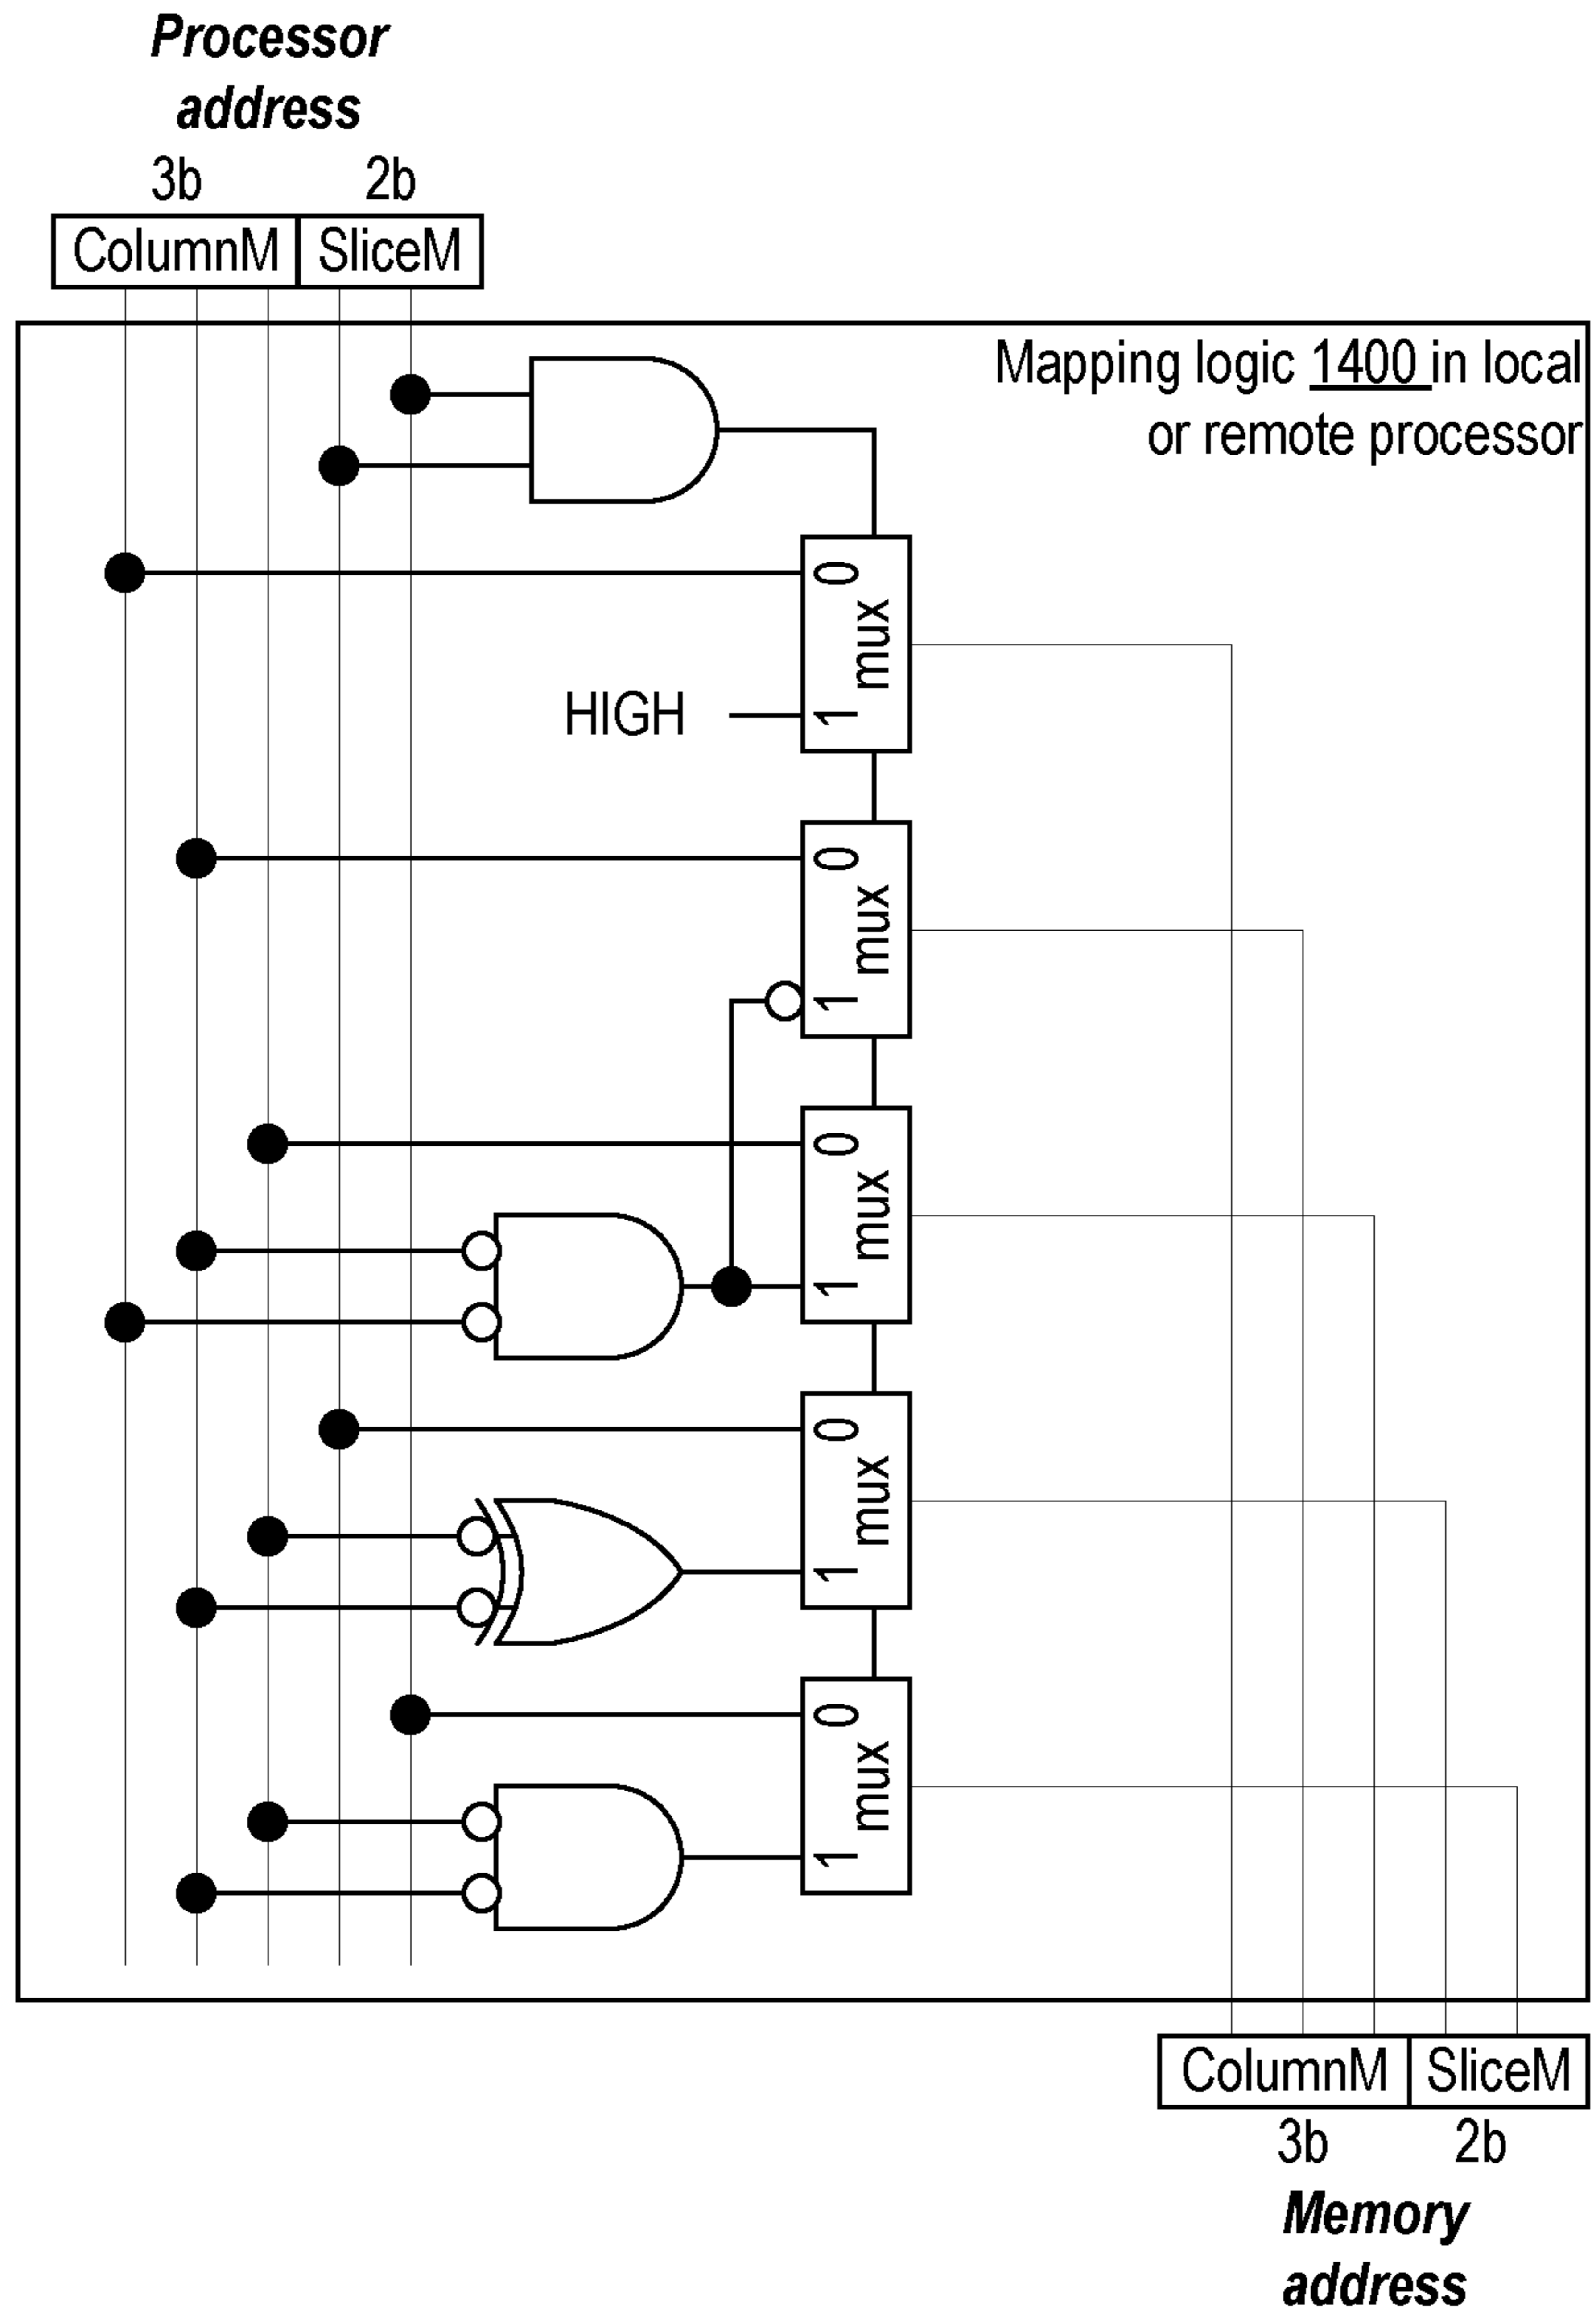 Processor
address
3b 2b
ColumnM SliceM
Mapping logic 1400 in local
or remote processor
0
mux
HIGH 1
0
mux
1
0
mux
1
0
mux
1
0
mux
1
ColumnM SliceM
3b 2b
Memory
address